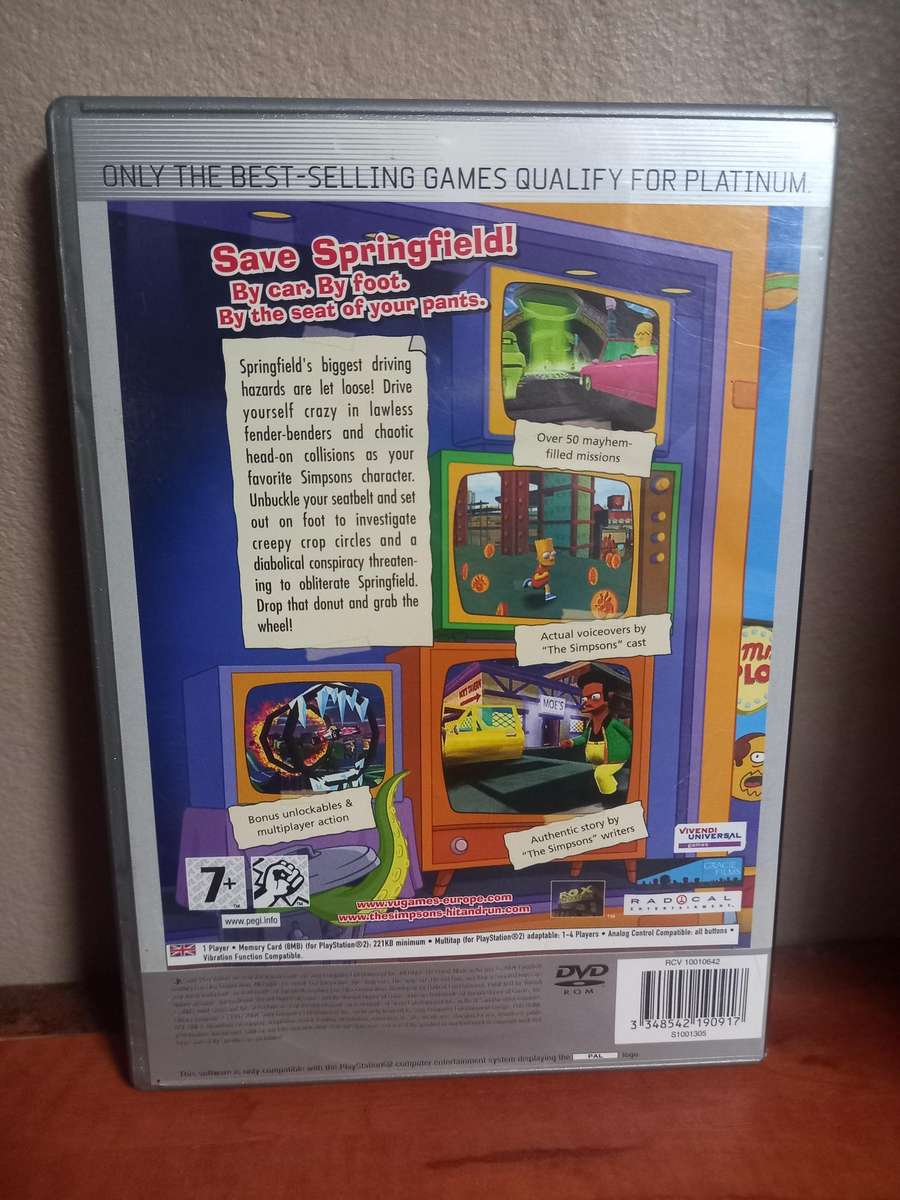 ONLY THE BEST-SELLING GAMES QUALIFY FOR PLATINUM.
Save Springfield!
By car. By foot.
By the seat of your pants.
Springfield's biggest driving
hazards are let loose! Drive
yourself crazy in lawless
fender-benders and chaotic
head-on collisions as your
favorite Simpsons character.
Unbuckle your seatbelt and set
out on foot to investigate
creepy crop circles and a
diabolical conspiracy threaten-
ing to obliterate Springfield.
Drop that donut and grab the
wheel!
Over 50 mayhem-
filled missions
Actual voiceovers by
"The Simpsons" cast
MOE'S TAVERN
MOE'S
Authentic story by
"The Simpsons" writers
Bonus unlockables &
multiplayer action
VIVENDI
UNIVERSAL
games
7+
™
www.pegi.info
www.vugames-europe.com
www.thesimpsons-hitandrun.com
FOX
™
GRACIE
FILMS
RADICAL
ENTERTAINMENT
1 Player • Memory Card (8MB) (for PlayStation®2): 221KB minimum • Multitap (for PlayStation®2) adaptable: 1-4 Players • Analog Control Compatible: all buttons •
Vibration Function Compatible.
DVD
ROM
RCV 10010642
3 348542 190917
S1001305
This software is only compatible with the PlayStation®2 computer entertainment system displaying the PAL logo.